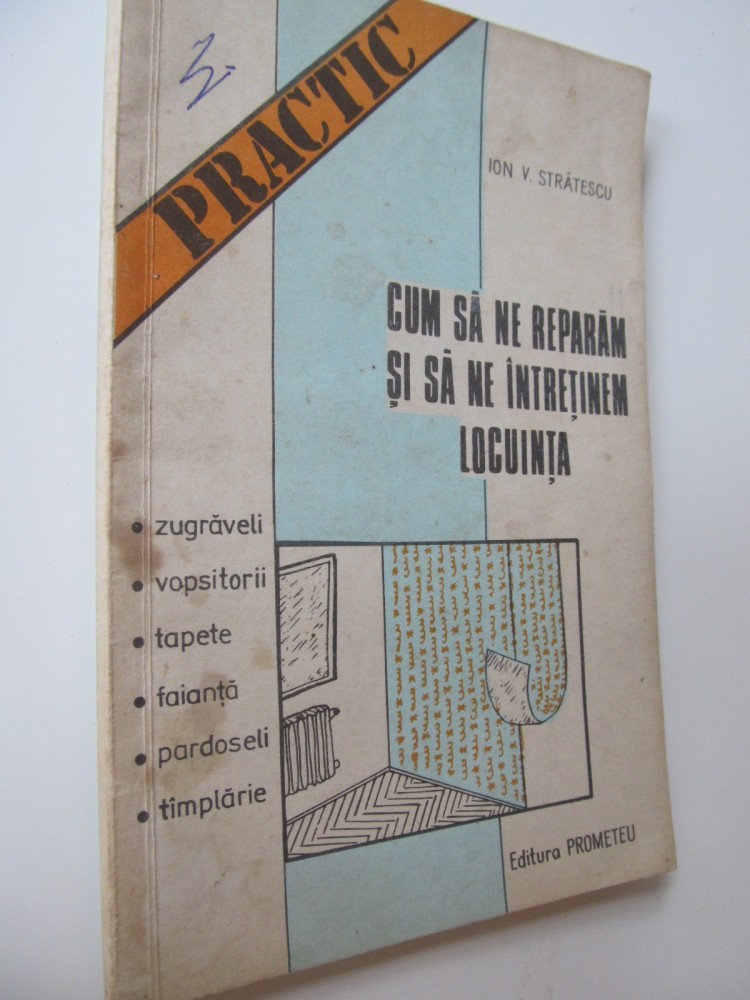 PRACTIC
ION V. STRĂTESCU
CUM SĂ NE REPARĂM
ȘI SĂ NE ÎNTREȚINEM
LOCUINȚA
• zugrăveli
• vopsitorii
• tapete
• faianță
• pardoseli
• tîmplărie
Editura PROMETEU